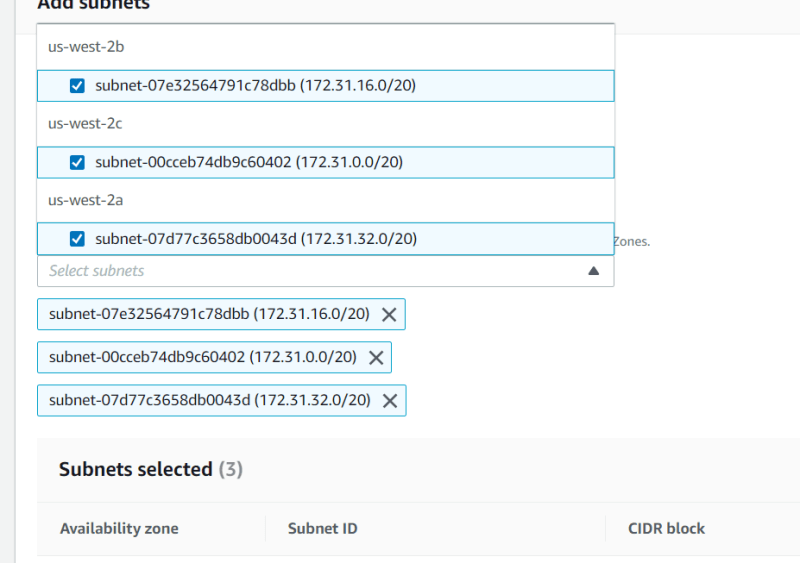 Add subnets
us-west-2b
subnet-07e32564791c78dbb (172.31.16.0/20)
us-west-2c
subnet-00cceb74db9c60402 (172.31.0.0/20)
us-west-2a
subnet-07d77c3658db0043d (172.31.32.0/20)
Zones.
Select subnets
subnet-07e32564791c78dbb (172.31.16.0/20)
subnet-00cceb74db9c60402 (172.31.0.0/20)
subnet-07d77c3658db0043d (172.31.32.0/20)
Subnets selected (3)
Availability zone Subnet ID CIDR block